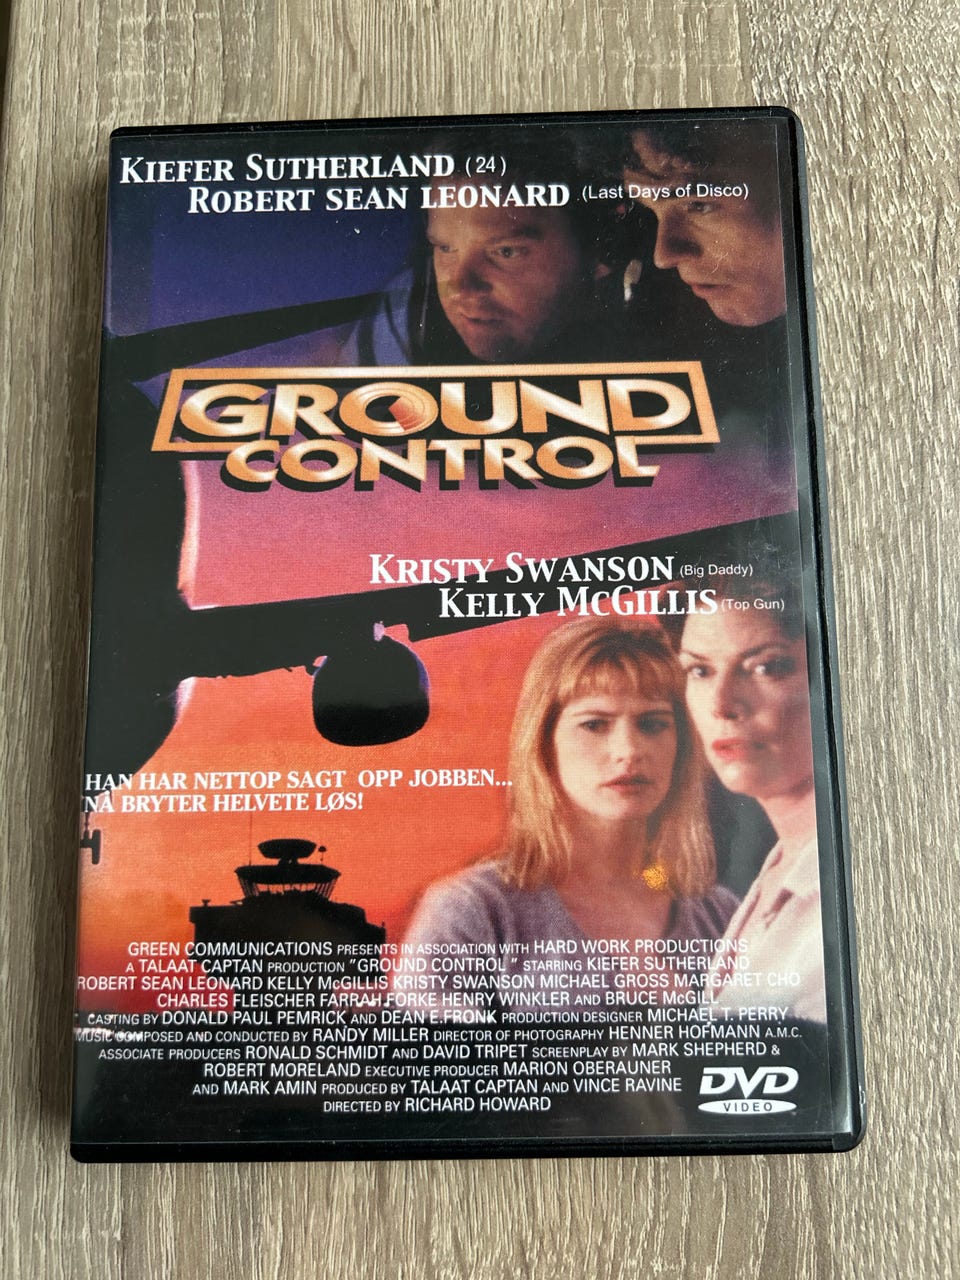 KIEFER SUTHERLAND (24)
ROBERT SEAN LEONARD (Last Days of Disco)
GROUND
CONTROL
KRISTY SWANSON (Big Daddy)
KELLY MCGILLIS (Top Gun)
HAN HAR NETTOP SAGT OPP JOBBEN...
NÅ BRYTER HELVETE LØS!
GREEN COMMUNICATIONS PRESENTS IN ASSOCIATION WITH HARD WORK PRODUCTIONS
A TALAAT CAPTAN PRODUCTION "GROUND CONTROL" STARRING KIEFER SUTHERLAND
ROBERT SEAN LEONARD KELLY McGILLIS KRISTY SWANSON MICHAEL GROSS MARGARET CHO
CHARLES FLEISCHER FARRAH FORKE HENRY WINKLER AND BRUCE McGILL
CASTING BY DONALD PAUL PEMRICK AND DEAN E.FRONK PRODUCTION DESIGNER MICHAEL T. PERRY
MUSIC COMPOSED AND CONDUCTED BY RANDY MILLER DIRECTOR OF PHOTOGRAPHY HENNER HOFMANN A.M.C.
ASSOCIATE PRODUCERS RONALD SCHMIDT AND DAVID TRIPET SCREENPLAY BY MARK SHEPHERD &
ROBERT MORELAND EXECUTIVE PRODUCER MARION OBERAUNER
AND MARK AMIN PRODUCED BY TALAAT CAPTAN AND VINCE RAVINE
DIRECTED BY RICHARD HOWARD
DVD
VIDEO